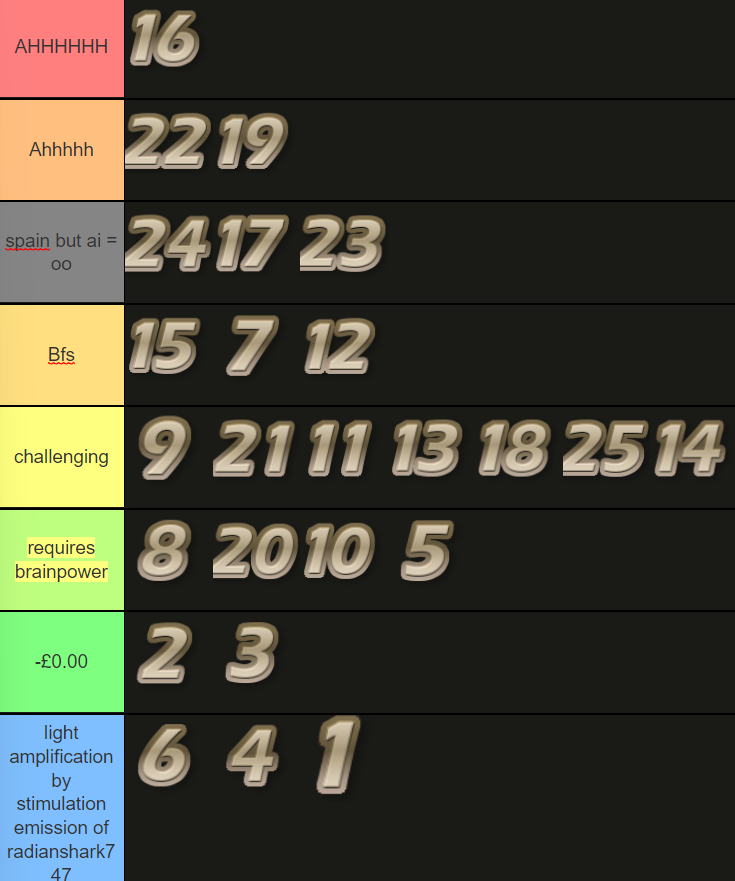 AHHHHHH
16
Ahhhhh
22 19
spain but ai =
oo
24 17 23
Bfs
15 7 12
challenging
9 21 11 13 18 25 14
requires
brainpower
8 20 10 5
-£0.00
2 3
light
amplification
by
stimulation
emission of
radianshark7
47
6 4 1